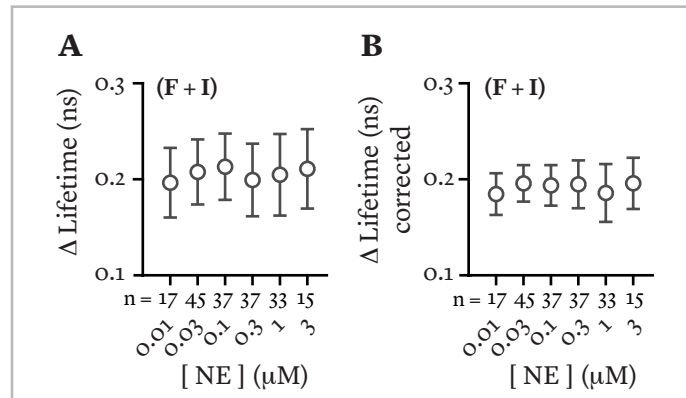 A
Δ Lifetime (ns)
0.3
0.2
0.1
(F + I)
n = 17 45 37 37 33 15
0.01 0.03 0.1 0.3 1 3
[ NE ] (μM)
B
Δ Lifetime (ns)
corrected
0.3
0.2
0.1
(F + I)
n = 17 45 37 37 33 15
0.01 0.03 0.1 0.3 1 3
[ NE ] (μM)